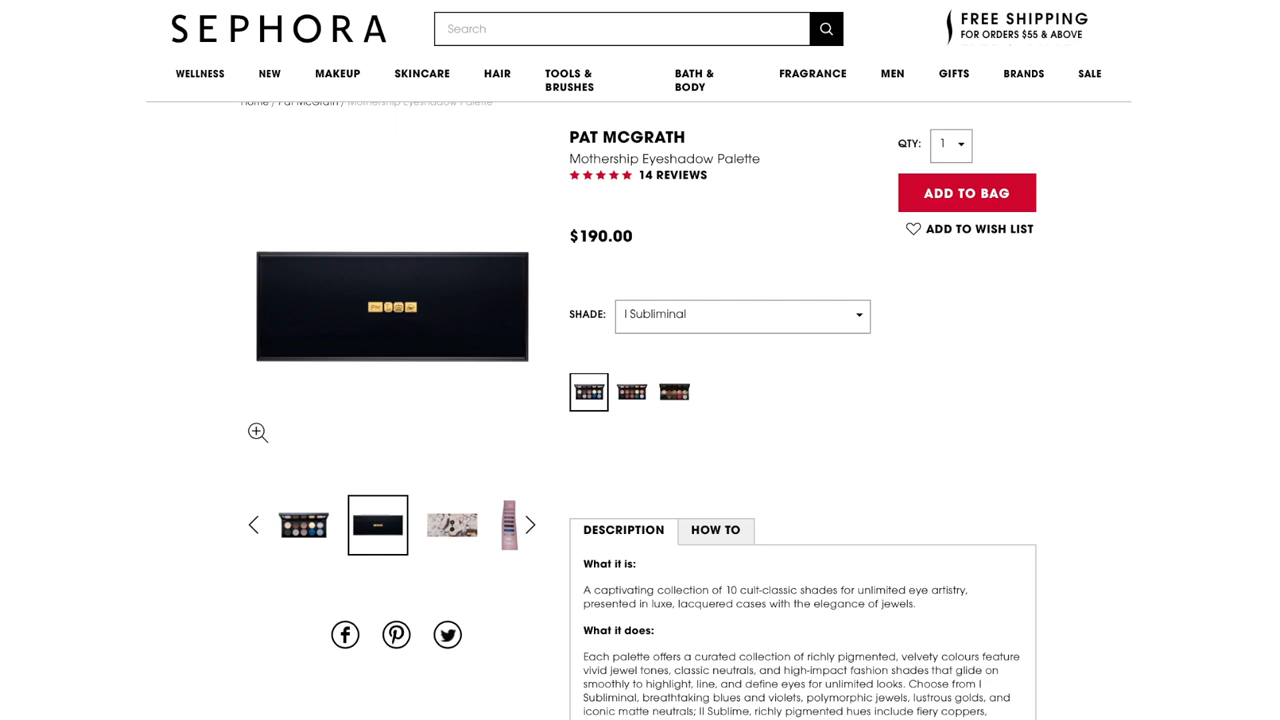 SEPHORA
Search
FREE SHIPPING
FOR ORDERS $55 & ABOVE
WELLNESS
NEW
MAKEUP
SKINCARE
HAIR
TOOLS &
BRUSHES
BATH &
BODY
FRAGRANCE
MEN
GIFTS
BRANDS
SALE
Home / Pat McGrath / Mothership Eyeshadow Palette
PAT MCGRATH
Mothership Eyeshadow Palette
14 REVIEWS
$190.00
QTY: 1
ADD TO BAG
ADD TO WISH LIST
SHADE: I Subliminal
DESCRIPTION
HOW TO
What it is:
A captivating collection of 10 cult-classic shades for unlimited eye artistry,
presented in luxe, lacquered cases with the elegance of jewels.
What it does:
Each palette offers a curated collection of richly pigmented, velvety colours feature
vivid jewel tones, classic neutrals, and high-impact fashion shades that glide on
smoothly to highlight, line, and define eyes for unlimited looks. Choose from I
Subliminal, breathtaking blues and violets, polymorphic jewels, lustrous golds, and
iconic matte neutrals; II Sublime, richly pigmented hues include fiery coppers,